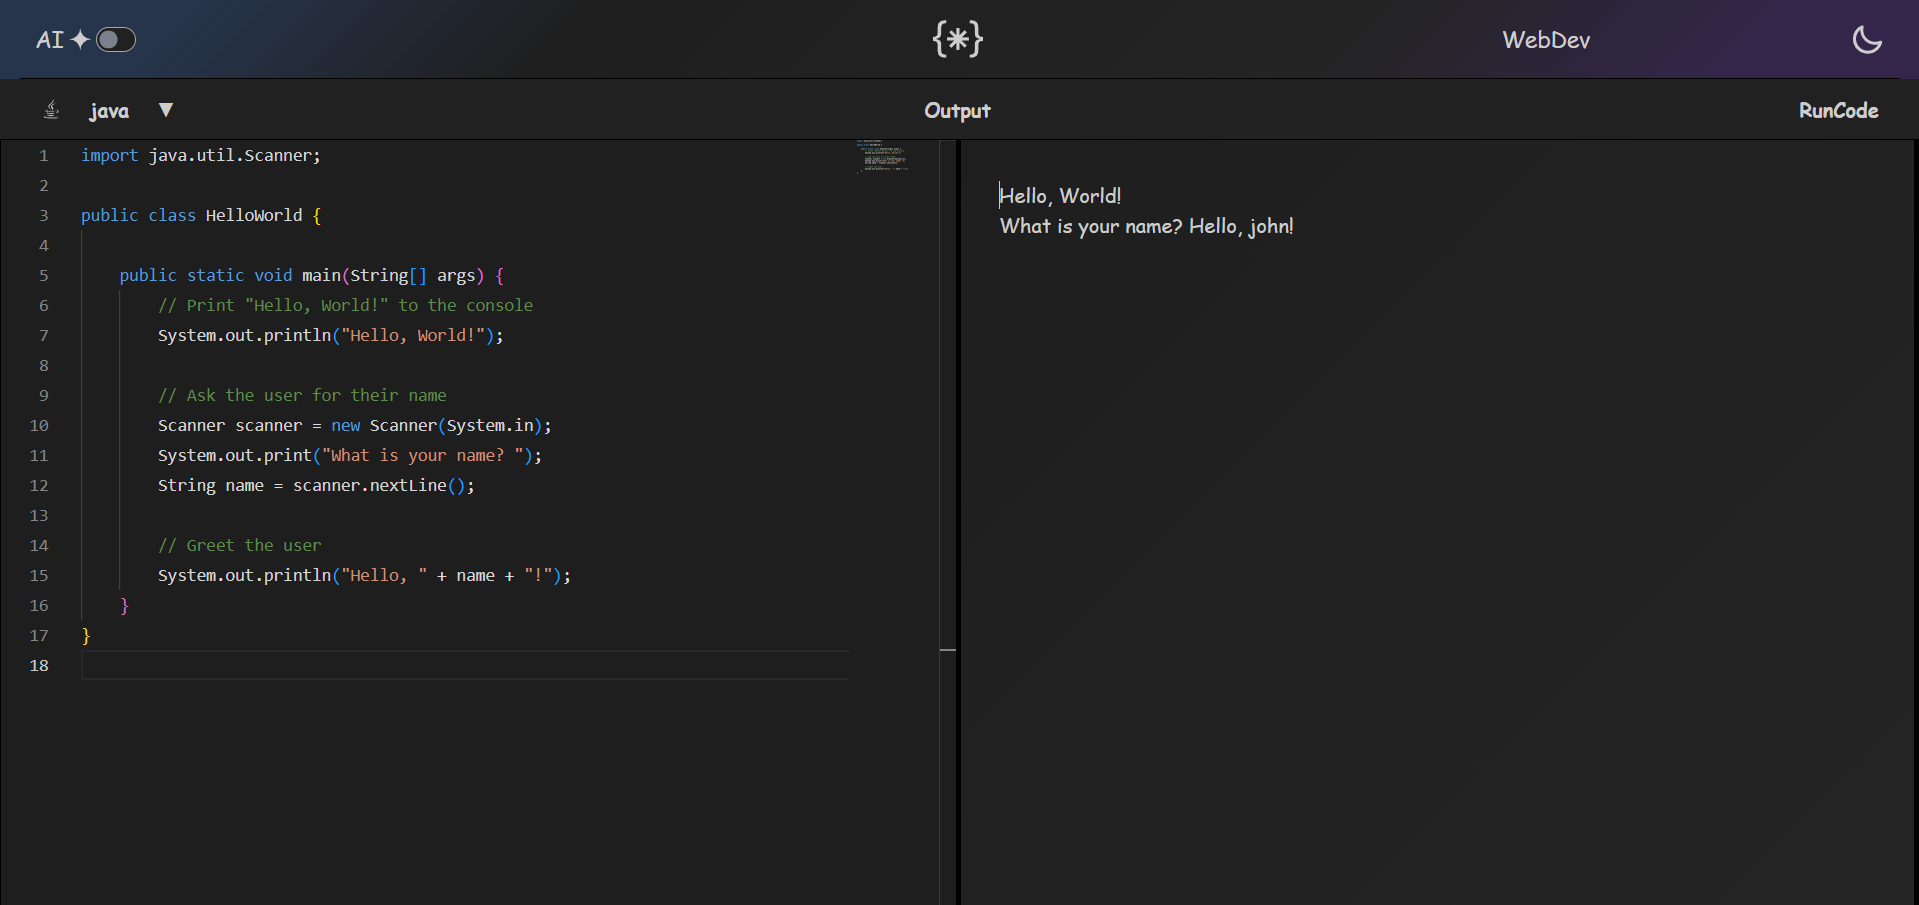 AI
{*}
WebDev
java ▼
Output
RunCode
1 import java.util.Scanner;
2
3 public class HelloWorld {
4
5     public static void main(String[] args) {
6         // Print "Hello, World!" to the console
7         System.out.println("Hello, World!");
8
9         // Ask the user for their name
10         Scanner scanner = new Scanner(System.in);
11         System.out.print("What is your name? ");
12         String name = scanner.nextLine();
13
14         // Greet the user
15         System.out.println("Hello, " + name + "!");
16     }
17 }
18
Hello, World!
What is your name? Hello, john!